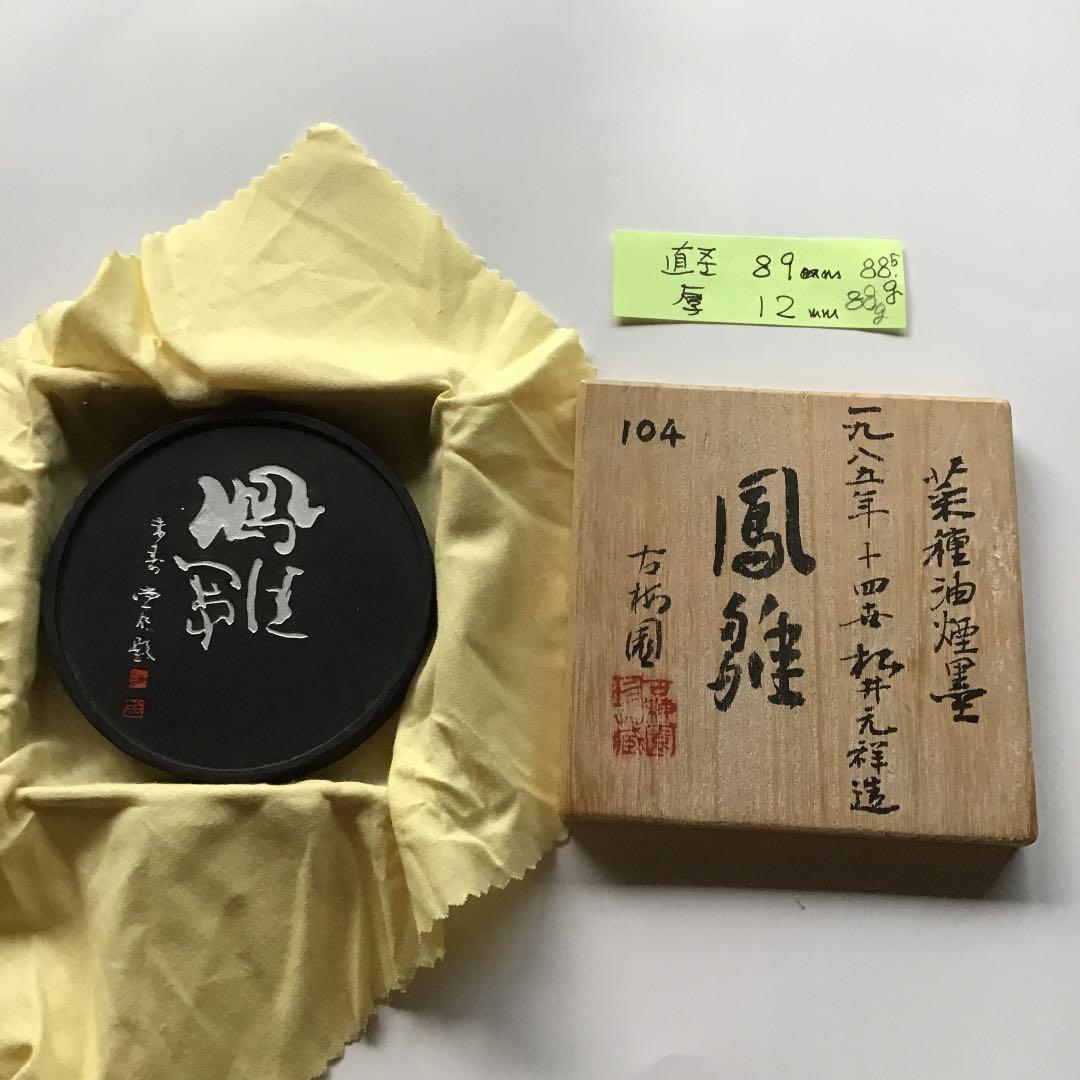 直径 89mm 88.5g
厚 12mm 88g
104
菜種油煙墨
一九八五年 十四世 松井元祥造
鳳雛
古梅園
鳳雛